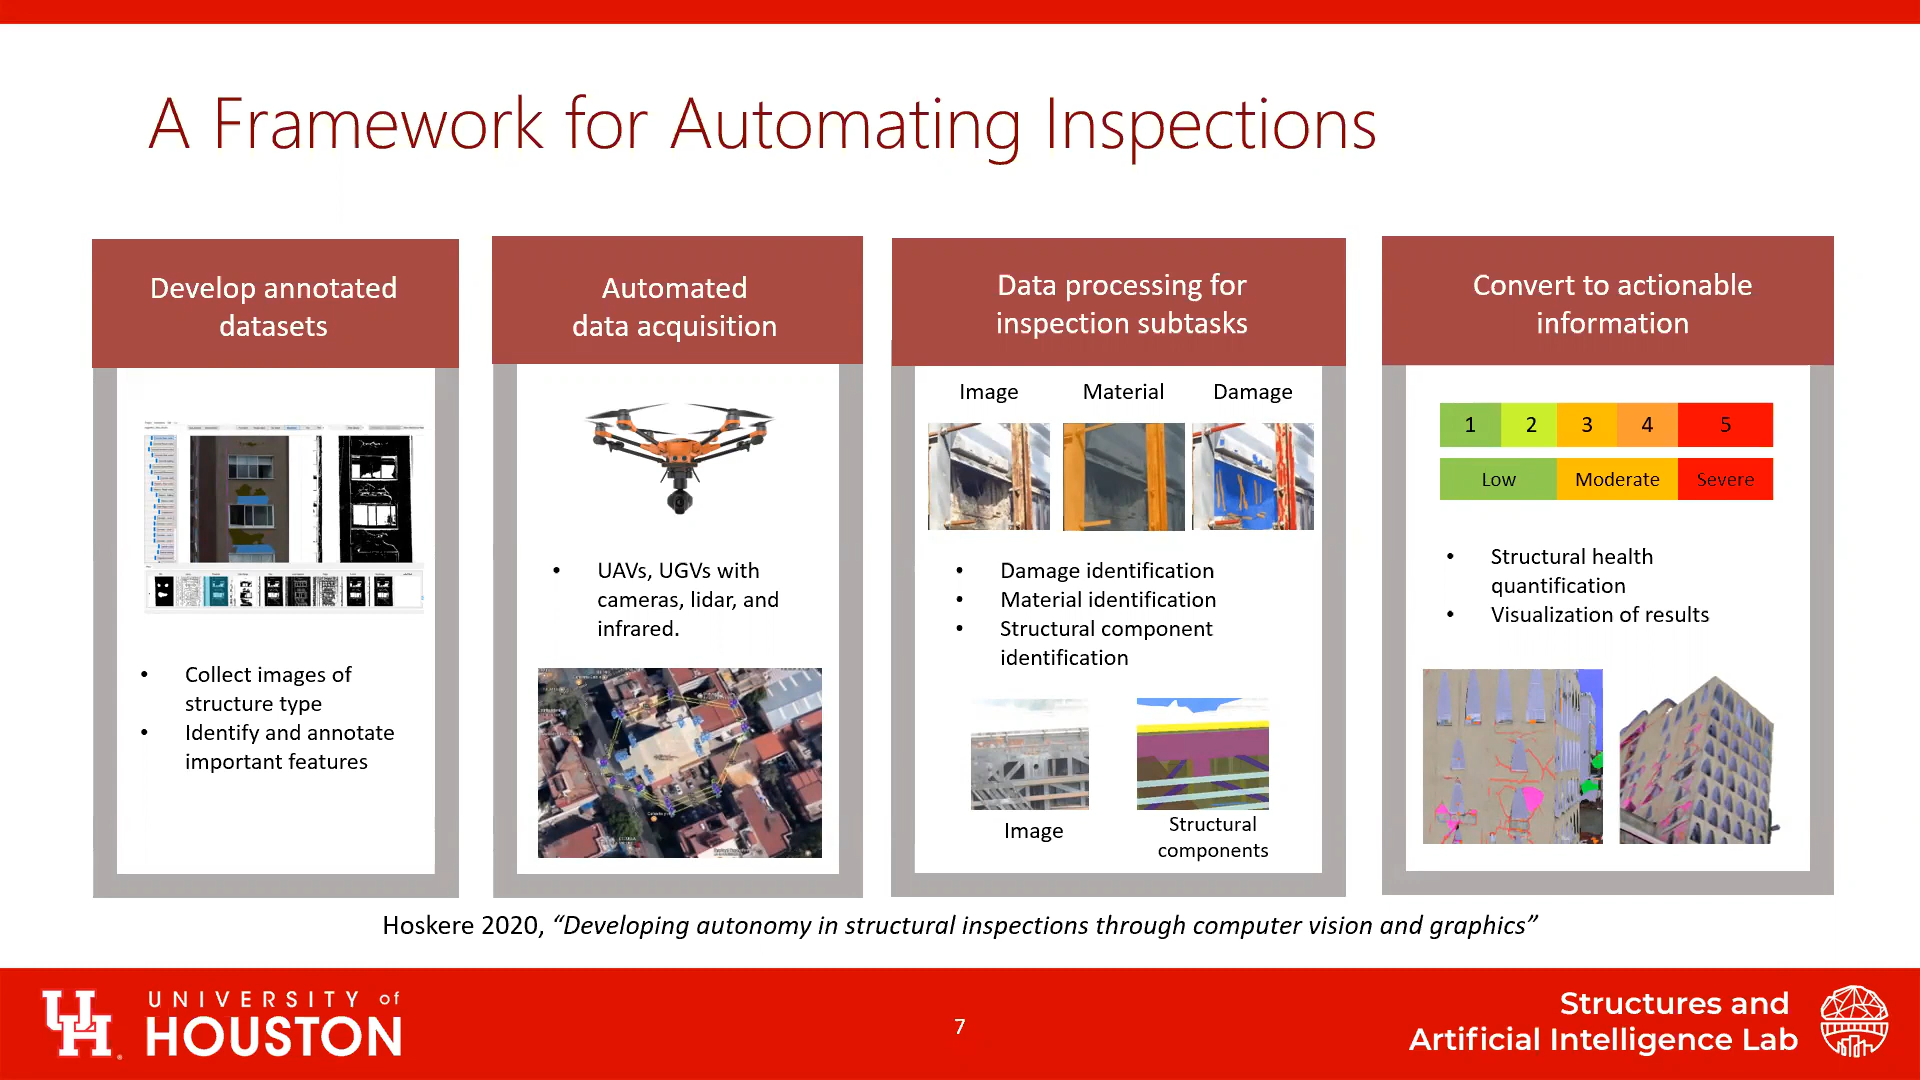 A Framework for Automating Inspections
Develop annotated
datasets
Collect images of
structure type
Identify and annotate
important features
Automated
data acquisition
UAVs, UGVs with
cameras, lidar, and
infrared.
Data processing for
inspection subtasks
Image Material Damage
Damage identification
Material identification
Structural component
identification
Image
Structural
components
Convert to actionable
information
1 2 3 4 5
Low Moderate Severe
Structural health
quantification
Visualization of results
Hoskere 2020, “Developing autonomy in structural inspections through computer vision and graphics”
UNIVERSITY of
HOUSTON
7
Structures and
Artificial Intelligence Lab